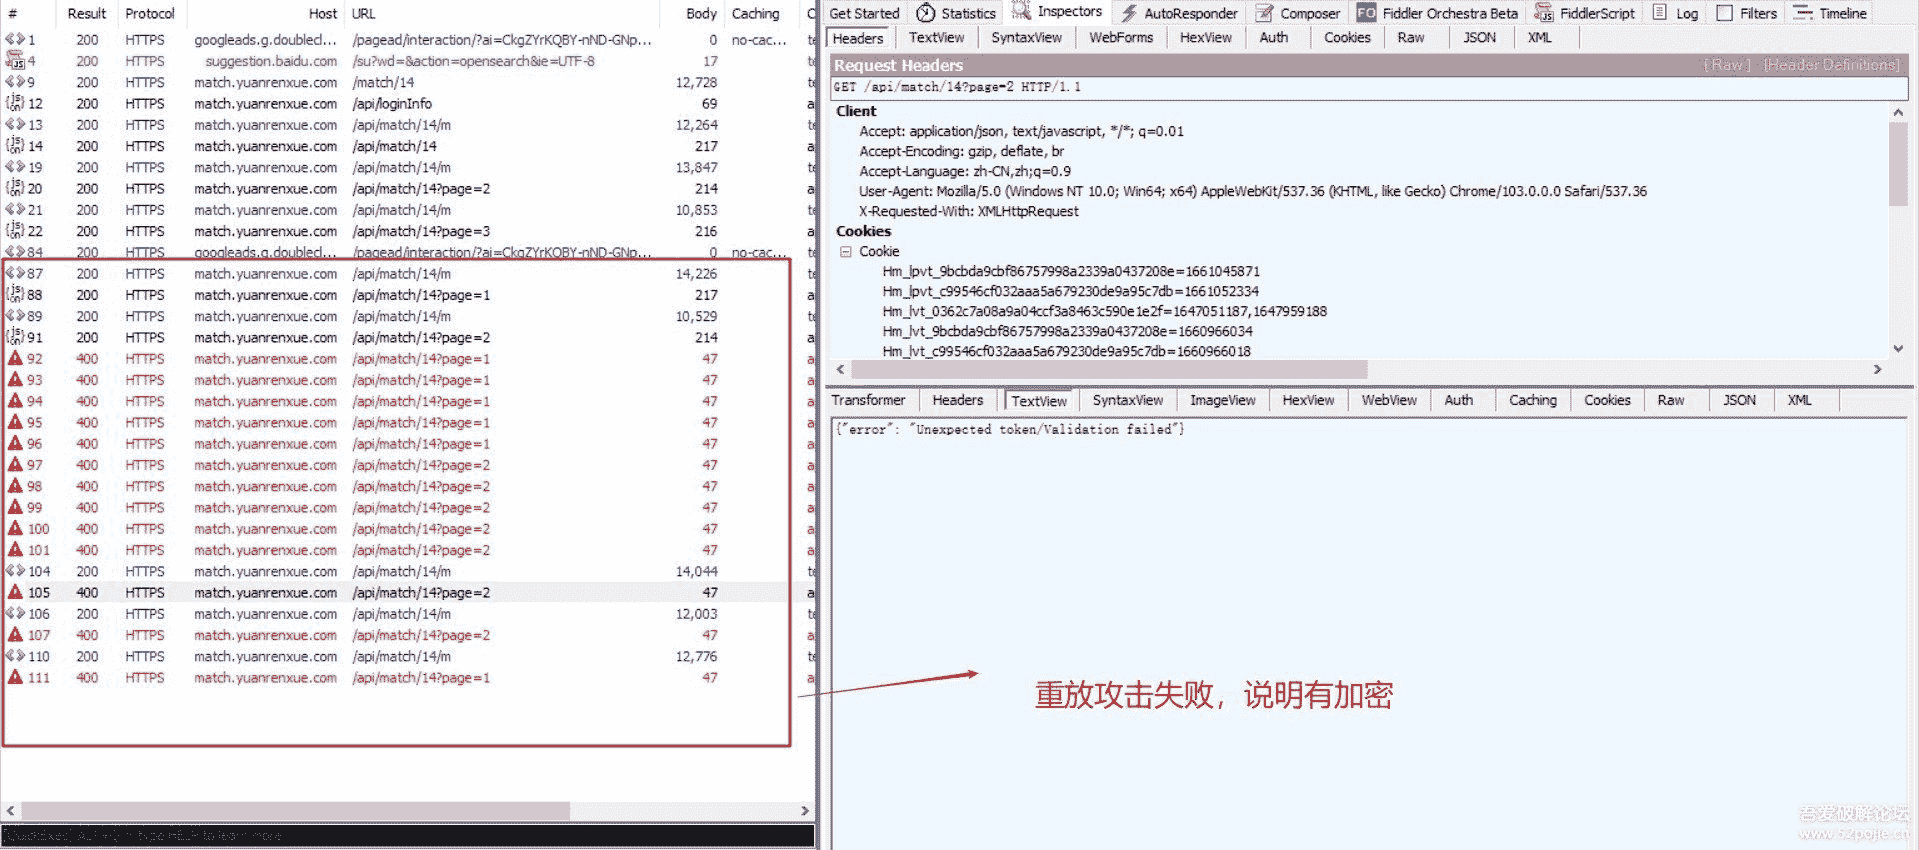 # Result Protocol Host URL Body Caching C
1 200 HTTPS googleads.g.doublecl... /pagead/interaction/?ai=CkgZYrKQBY-nND-GNp... 0 no-cac... te
4 200 HTTPS suggestion.baidu.com /su?wd=&action=opensearch&ie=UTF-8 17 te
9 200 HTTPS match.yuanrenxue.com /match/14 12,728 te
12 200 HTTPS match.yuanrenxue.com /api/loginInfo 69 a
13 200 HTTPS match.yuanrenxue.com /api/match/14/m 12,264 te
14 200 HTTPS match.yuanrenxue.com /api/match/14 217 a
19 200 HTTPS match.yuanrenxue.com /api/match/14/m 13,847 te
20 200 HTTPS match.yuanrenxue.com /api/match/14?page=2 214 a
21 200 HTTPS match.yuanrenxue.com /api/match/14/m 10,853 te
22 200 HTTPS match.yuanrenxue.com /api/match/14?page=3 216 a
84 200 HTTPS googleads.g.doublecl... /pagead/interaction/?ai=CkgZYrKQBY-nND-GNp... 0 no-cac... te
87 200 HTTPS match.yuanrenxue.com /api/match/14/m 14,226 te
88 200 HTTPS match.yuanrenxue.com /api/match/14?page=1 217 a
89 200 HTTPS match.yuanrenxue.com /api/match/14/m 10,529 te
91 200 HTTPS match.yuanrenxue.com /api/match/14?page=2 214 a
92 400 HTTPS match.yuanrenxue.com /api/match/14?page=1 47 a
93 400 HTTPS match.yuanrenxue.com /api/match/14?page=1 47 a
94 400 HTTPS match.yuanrenxue.com /api/match/14?page=1 47 a
95 400 HTTPS match.yuanrenxue.com /api/match/14?page=1 47 a
96 400 HTTPS match.yuanrenxue.com /api/match/14?page=1 47 a
97 400 HTTPS match.yuanrenxue.com /api/match/14?page=2 47 a
98 400 HTTPS match.yuanrenxue.com /api/match/14?page=2 47 a
99 400 HTTPS match.yuanrenxue.com /api/match/14?page=2 47 a
100 400 HTTPS match.yuanrenxue.com /api/match/14?page=2 47 a
101 400 HTTPS match.yuanrenxue.com /api/match/14?page=2 47 a
104 200 HTTPS match.yuanrenxue.com /api/match/14/m 14,044 te
105 400 HTTPS match.yuanrenxue.com /api/match/14?page=2 47 a
106 200 HTTPS match.yuanrenxue.com /api/match/14/m 12,003 te
107 400 HTTPS match.yuanrenxue.com /api/match/14?page=2 47 a
110 200 HTTPS match.yuanrenxue.com /api/match/14/m 12,776 te
111 400 HTTPS match.yuanrenxue.com /api/match/14?page=1 47 a
Get Started Statistics Inspectors AutoResponder Composer FO Fiddler Orchestra Beta FiddlerScript Log Filters Timeline
Headers TextView SyntaxView WebForms HexView Auth Cookies Raw JSON XML
Request Headers [ Raw ] [Header Definitions]
GET /api/match/14?page=2 HTTP/1.1
Client
Accept: application/json, text/javascript, */*; q=0.01
Accept-Encoding: gzip, deflate, br
Accept-Language: zh-CN,zh;q=0.9
User-Agent: Mozilla/5.0 (Windows NT 10.0; Win64; x64) AppleWebKit/537.36 (KHTML, like Gecko) Chrome/103.0.0.0 Safari/537.36
X-Requested-With: XMLHttpRequest
Cookies
Cookie
Hm_lpvt_9bcbda9cbf86757998a2339a0437208e=1661045871
Hm_lpvt_c99546cf032aaa5a679230de9a95c7db=1661052334
Hm_lvt_0362c7a08a9a04ccf3a8463c590e1e2f=1647051187,1647959188
Hm_lvt_9bcbda9cbf86757998a2339a0437208e=1660966034
Hm_lvt_c99546cf032aaa5a679230de9a95c7db=1660966018
Transformer Headers TextView SyntaxView ImageView HexView WebView Auth Caching Cookies Raw JSON XML
{"error": "Unexpected token/Validation failed"}
重放攻击失败，说明有加密
吾爱破解论坛
www.52pojie.cn